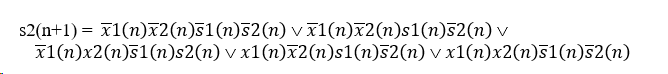 s2(n+1) = x̅1(n)x̅2(n)s̅1(n)s̅2(n) ∨ x̅1(n)x̅2(n)s1(n)s̅2(n) ∨
x̅1(n)x2(n)s̅1(n)s2(n) ∨ x1(n)x̅2(n)s1(n)s̅2(n) ∨ x1(n)x2(n)s̅1(n)s̅2(n)